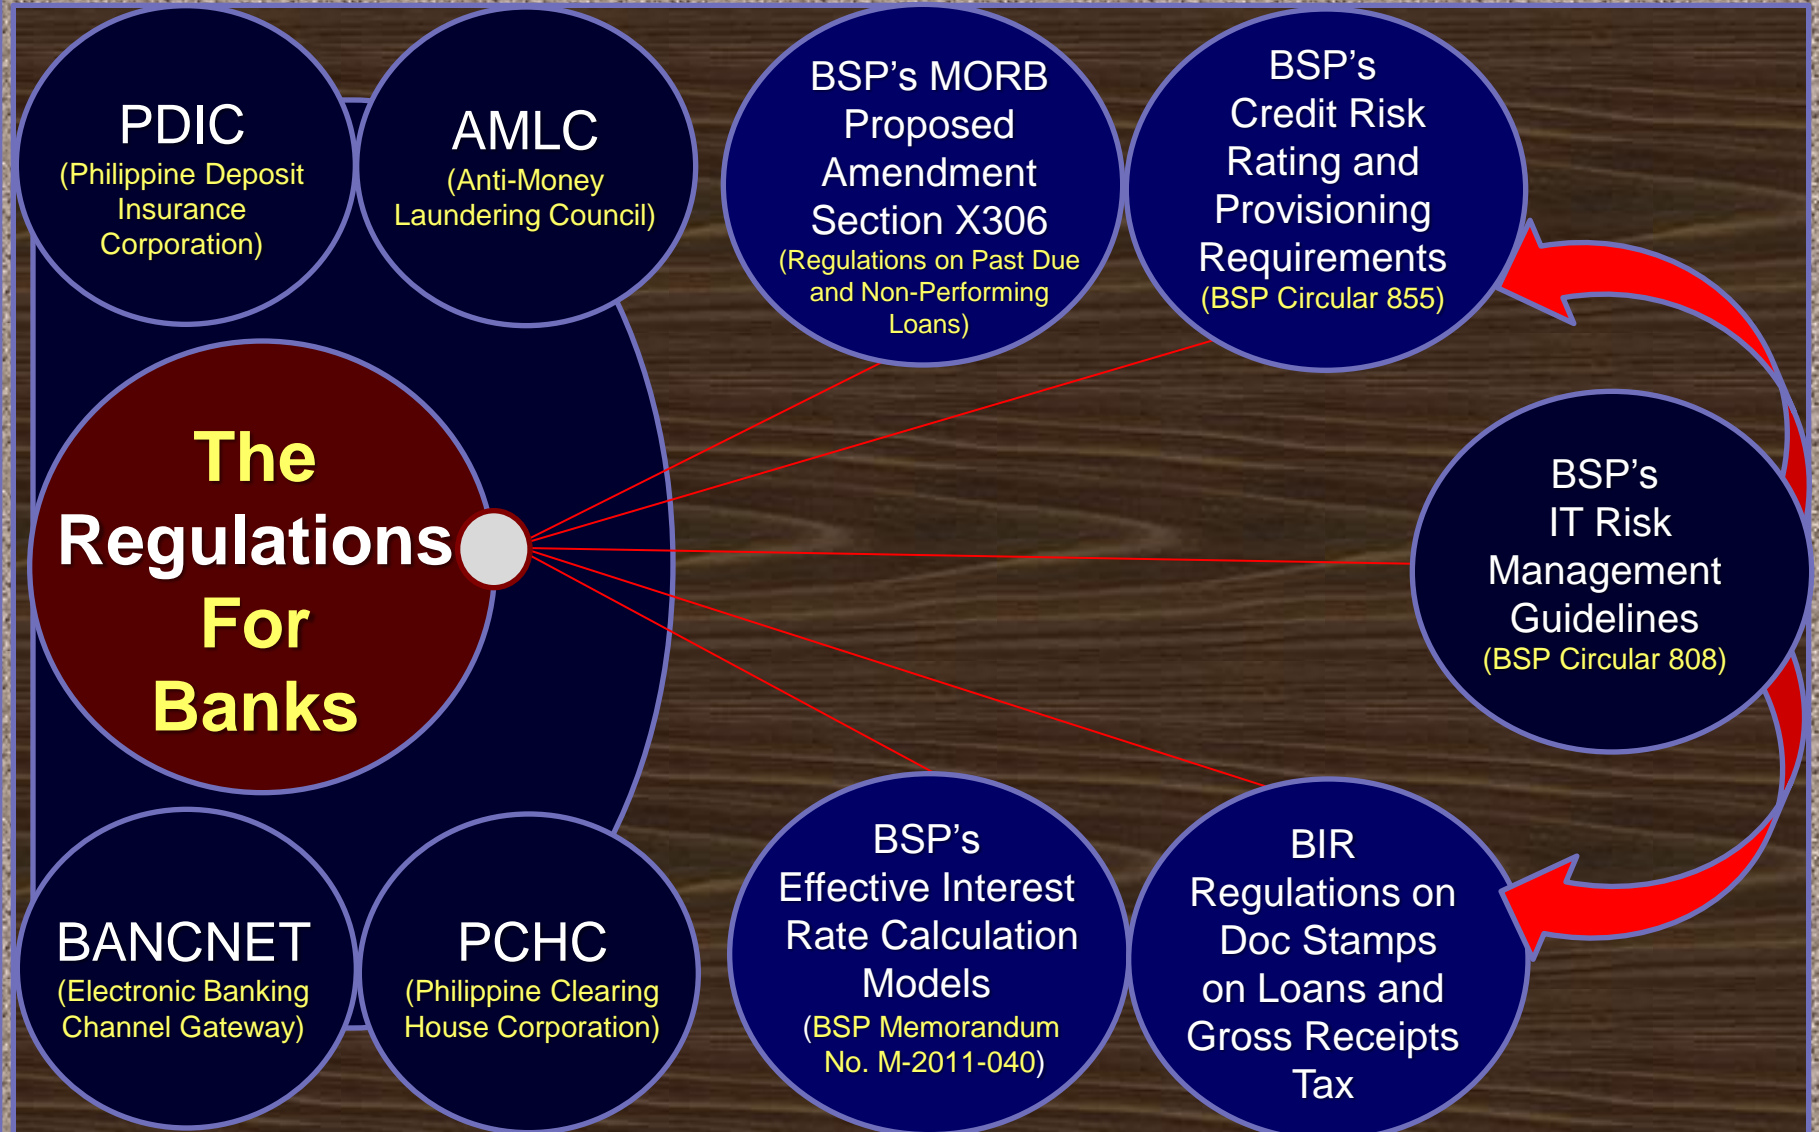 PDIC
(Philippine Deposit
Insurance
Corporation)
AMLC
(Anti-Money
Laundering Council)
BSP's MORB
Proposed
Amendment
Section X306
(Regulations on Past Due
and Non-Performing
Loans)
BSP's
Credit Risk
Rating and
Provisioning
Requirements
(BSP Circular 855)
The
Regulations
For
Banks
BSP's
IT Risk
Management
Guidelines
(BSP Circular 808)
BANCNET
(Electronic Banking
Channel Gateway)
PCHC
(Philippine Clearing
House Corporation)
BSP's
Effective Interest
Rate Calculation
Models
(BSP Memorandum
No. M-2011-040)
BIR
Regulations on
Doc Stamps
on Loans and
Gross Receipts
Tax